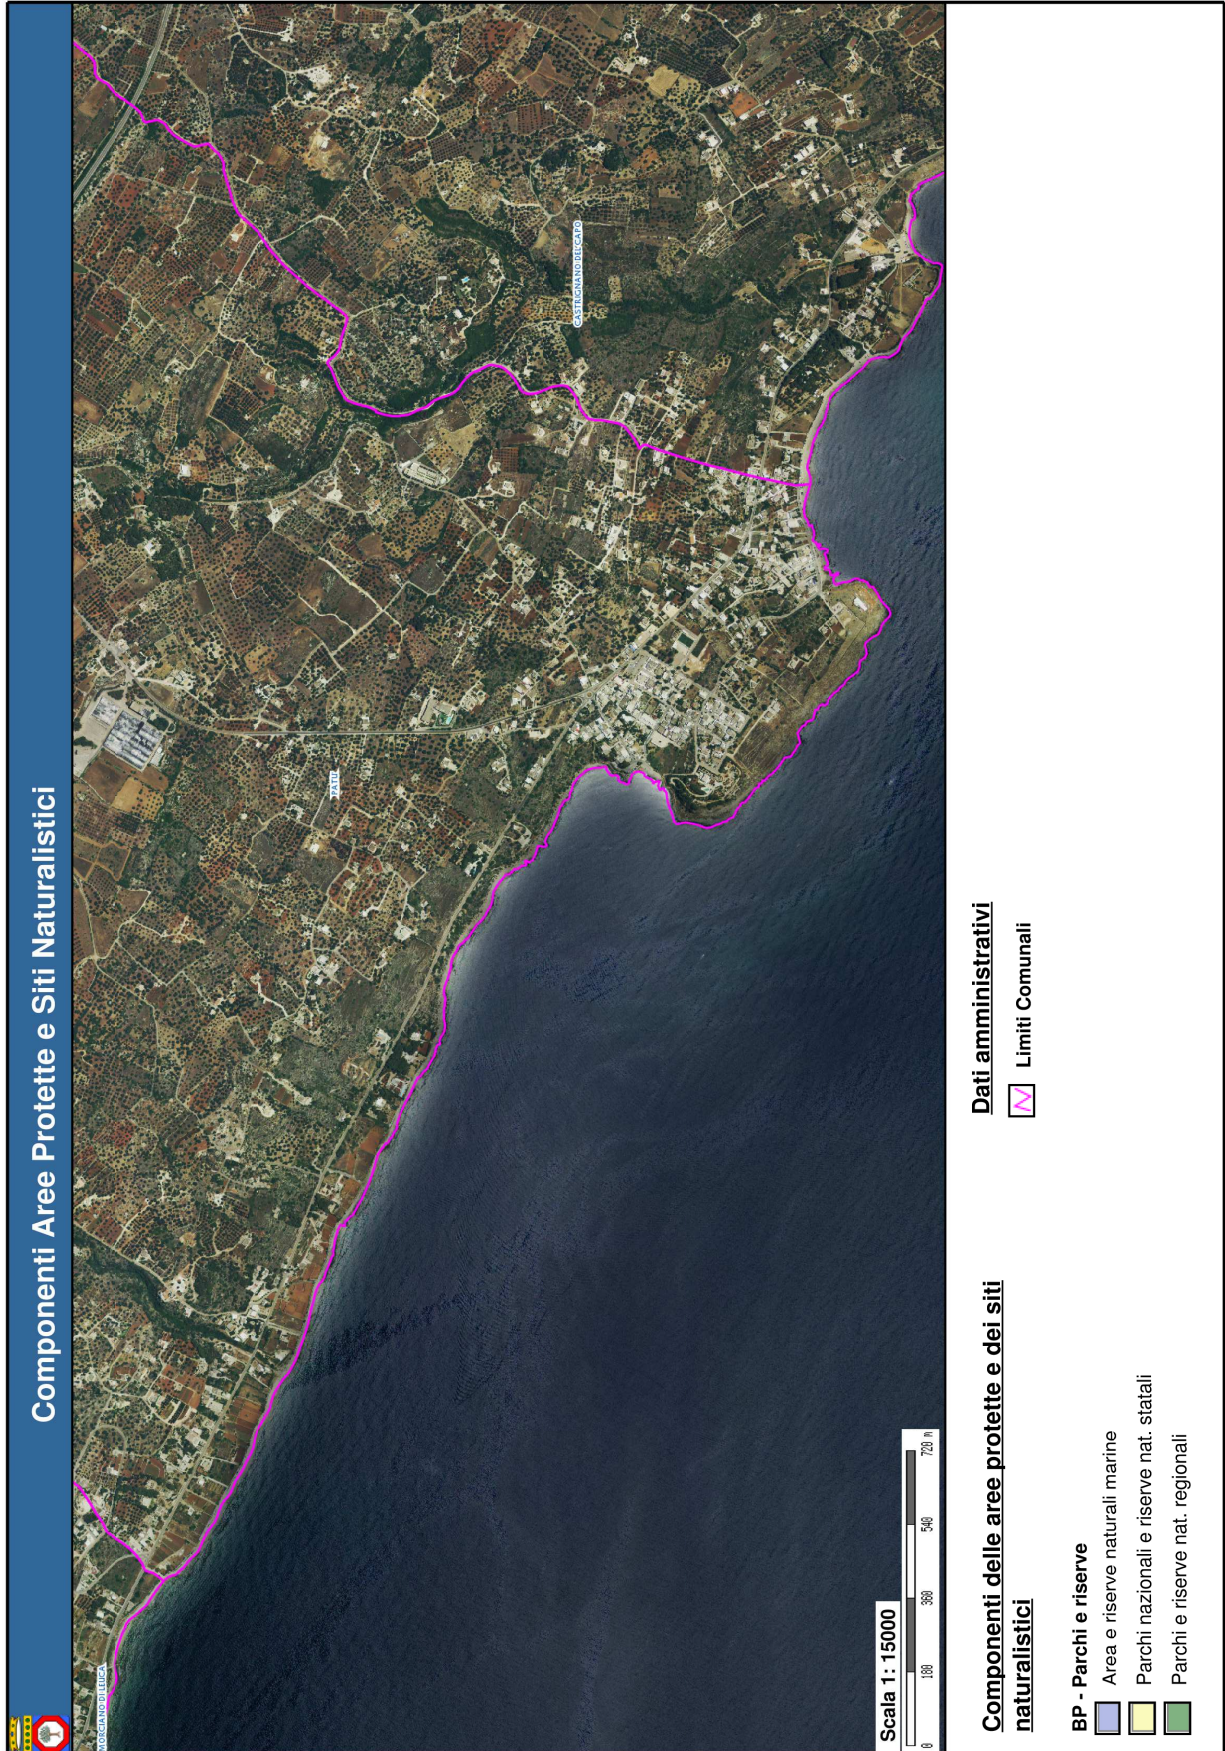 Componenti Aree Protette e Siti Naturalistici
MORCIANO DI LEUCA
PATU'
CASTRIGNANO DEL CAPO
Scala 1 : 15000
0 180 360 540 720 m
Componenti delle aree protette e dei siti
naturalistici
BP - Parchi e riserve
Area e riserve naturali marine
Parchi nazionali e riserve nat. statali
Parchi e riserve nat. regionali
Dati amministrativi
Limiti Comunali